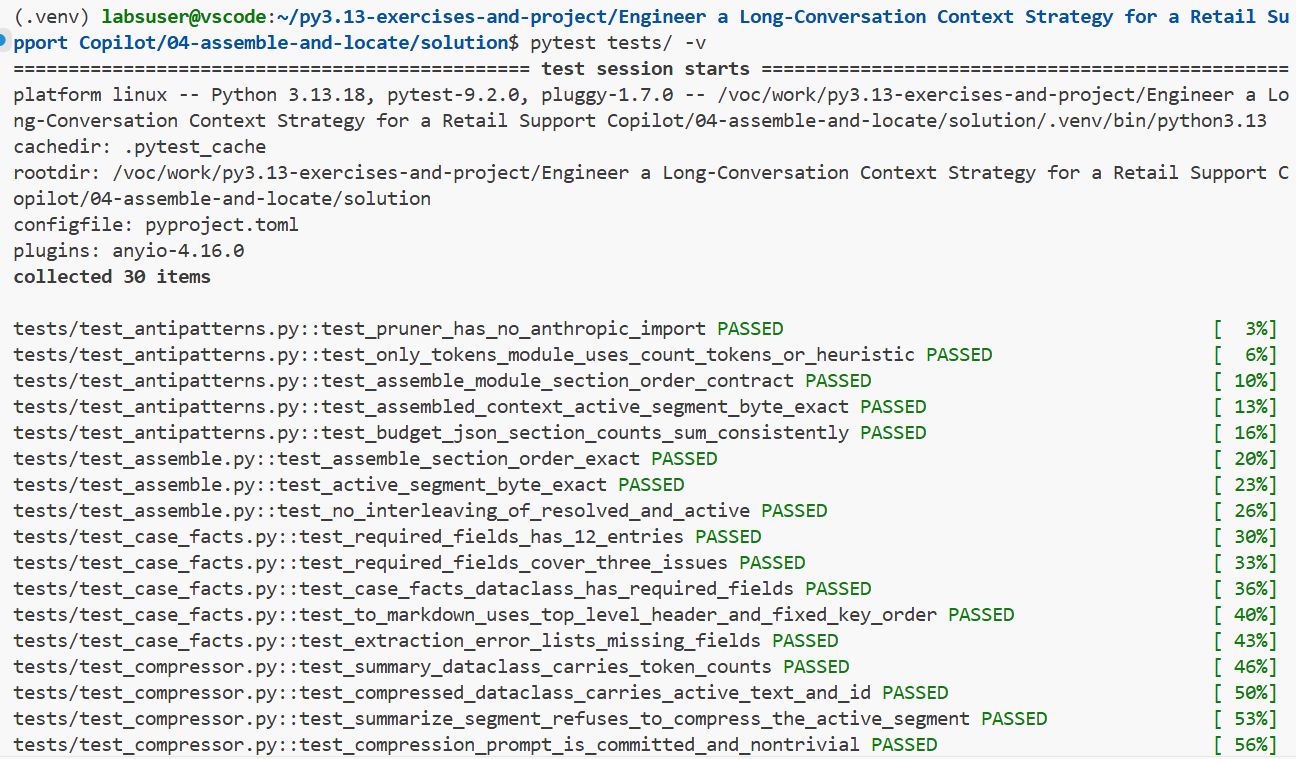 (.venv) labsuser@vscode:~/py3.13-exercises-and-project/Engineer a Long-Conversation Context Strategy for a Retail Su
pport Copilot/04-assemble-and-locate/solution$ pytest tests/ -v
=============================================== test session starts ================================================
platform linux -- Python 3.13.18, pytest-9.2.0, pluggy-1.7.0 -- /voc/work/py3.13-exercises-and-project/Engineer a Lo
ng-Conversation Context Strategy for a Retail Support Copilot/04-assemble-and-locate/solution/.venv/bin/python3.13
cachedir: .pytest_cache
rootdir: /voc/work/py3.13-exercises-and-project/Engineer a Long-Conversation Context Strategy for a Retail Support C
opilot/04-assemble-and-locate/solution
configfile: pyproject.toml
plugins: anyio-4.16.0
collected 30 items
tests/test_antipatterns.py::test_pruner_has_no_anthropic_import PASSED [  3%]
tests/test_antipatterns.py::test_only_tokens_module_uses_count_tokens_or_heuristic PASSED [  6%]
tests/test_antipatterns.py::test_assemble_module_section_order_contract PASSED [ 10%]
tests/test_antipatterns.py::test_assembled_context_active_segment_byte_exact PASSED [ 13%]
tests/test_antipatterns.py::test_budget_json_section_counts_sum_consistently PASSED [ 16%]
tests/test_assemble.py::test_assemble_section_order_exact PASSED [ 20%]
tests/test_assemble.py::test_active_segment_byte_exact PASSED [ 23%]
tests/test_assemble.py::test_no_interleaving_of_resolved_and_active PASSED [ 26%]
tests/test_case_facts.py::test_required_fields_has_12_entries PASSED [ 30%]
tests/test_case_facts.py::test_required_fields_cover_three_issues PASSED [ 33%]
tests/test_case_facts.py::test_case_facts_dataclass_has_required_fields PASSED [ 36%]
tests/test_case_facts.py::test_to_markdown_uses_top_level_header_and_fixed_key_order PASSED [ 40%]
tests/test_case_facts.py::test_extraction_error_lists_missing_fields PASSED [ 43%]
tests/test_compressor.py::test_summary_dataclass_carries_token_counts PASSED [ 46%]
tests/test_compressor.py::test_compressed_dataclass_carries_active_text_and_id PASSED [ 50%]
tests/test_compressor.py::test_summarize_segment_refuses_to_compress_the_active_segment PASSED [ 53%]
tests/test_compressor.py::test_compression_prompt_is_committed_and_nontrivial PASSED [ 56%]